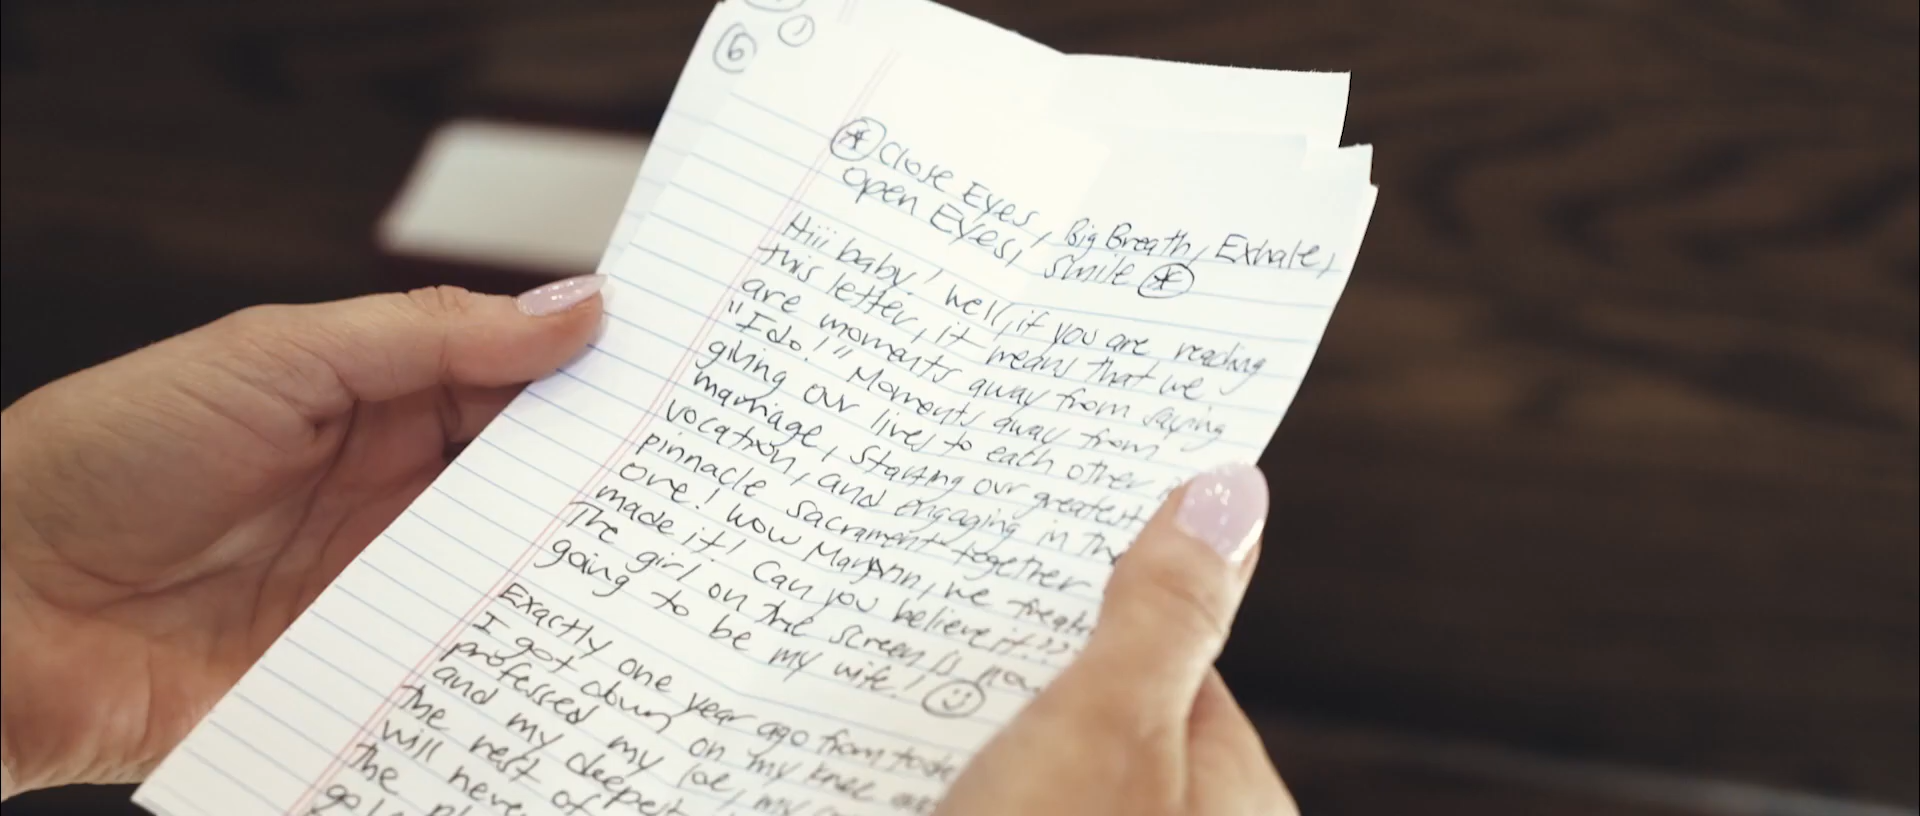 6 1
* Close Eyes, Big Breath, Exhale,
Open Eyes, Smile *
Hiii baby! Well, if you are reading
this letter, it means that we
are moments away from saying
"I do!" Moments away from
giving our lives to each other
marriage, starting our greatest
vocation, and engaging in the
pinnacle sacrament together
one! Wow MaryAnn, we freakin
made it! Can you believe it???
The girl on the screen is now
going to be my wife! ☺
Exactly one year ago from
I got down on my knee
professed my my
and my deepest
the rest of
will never
the